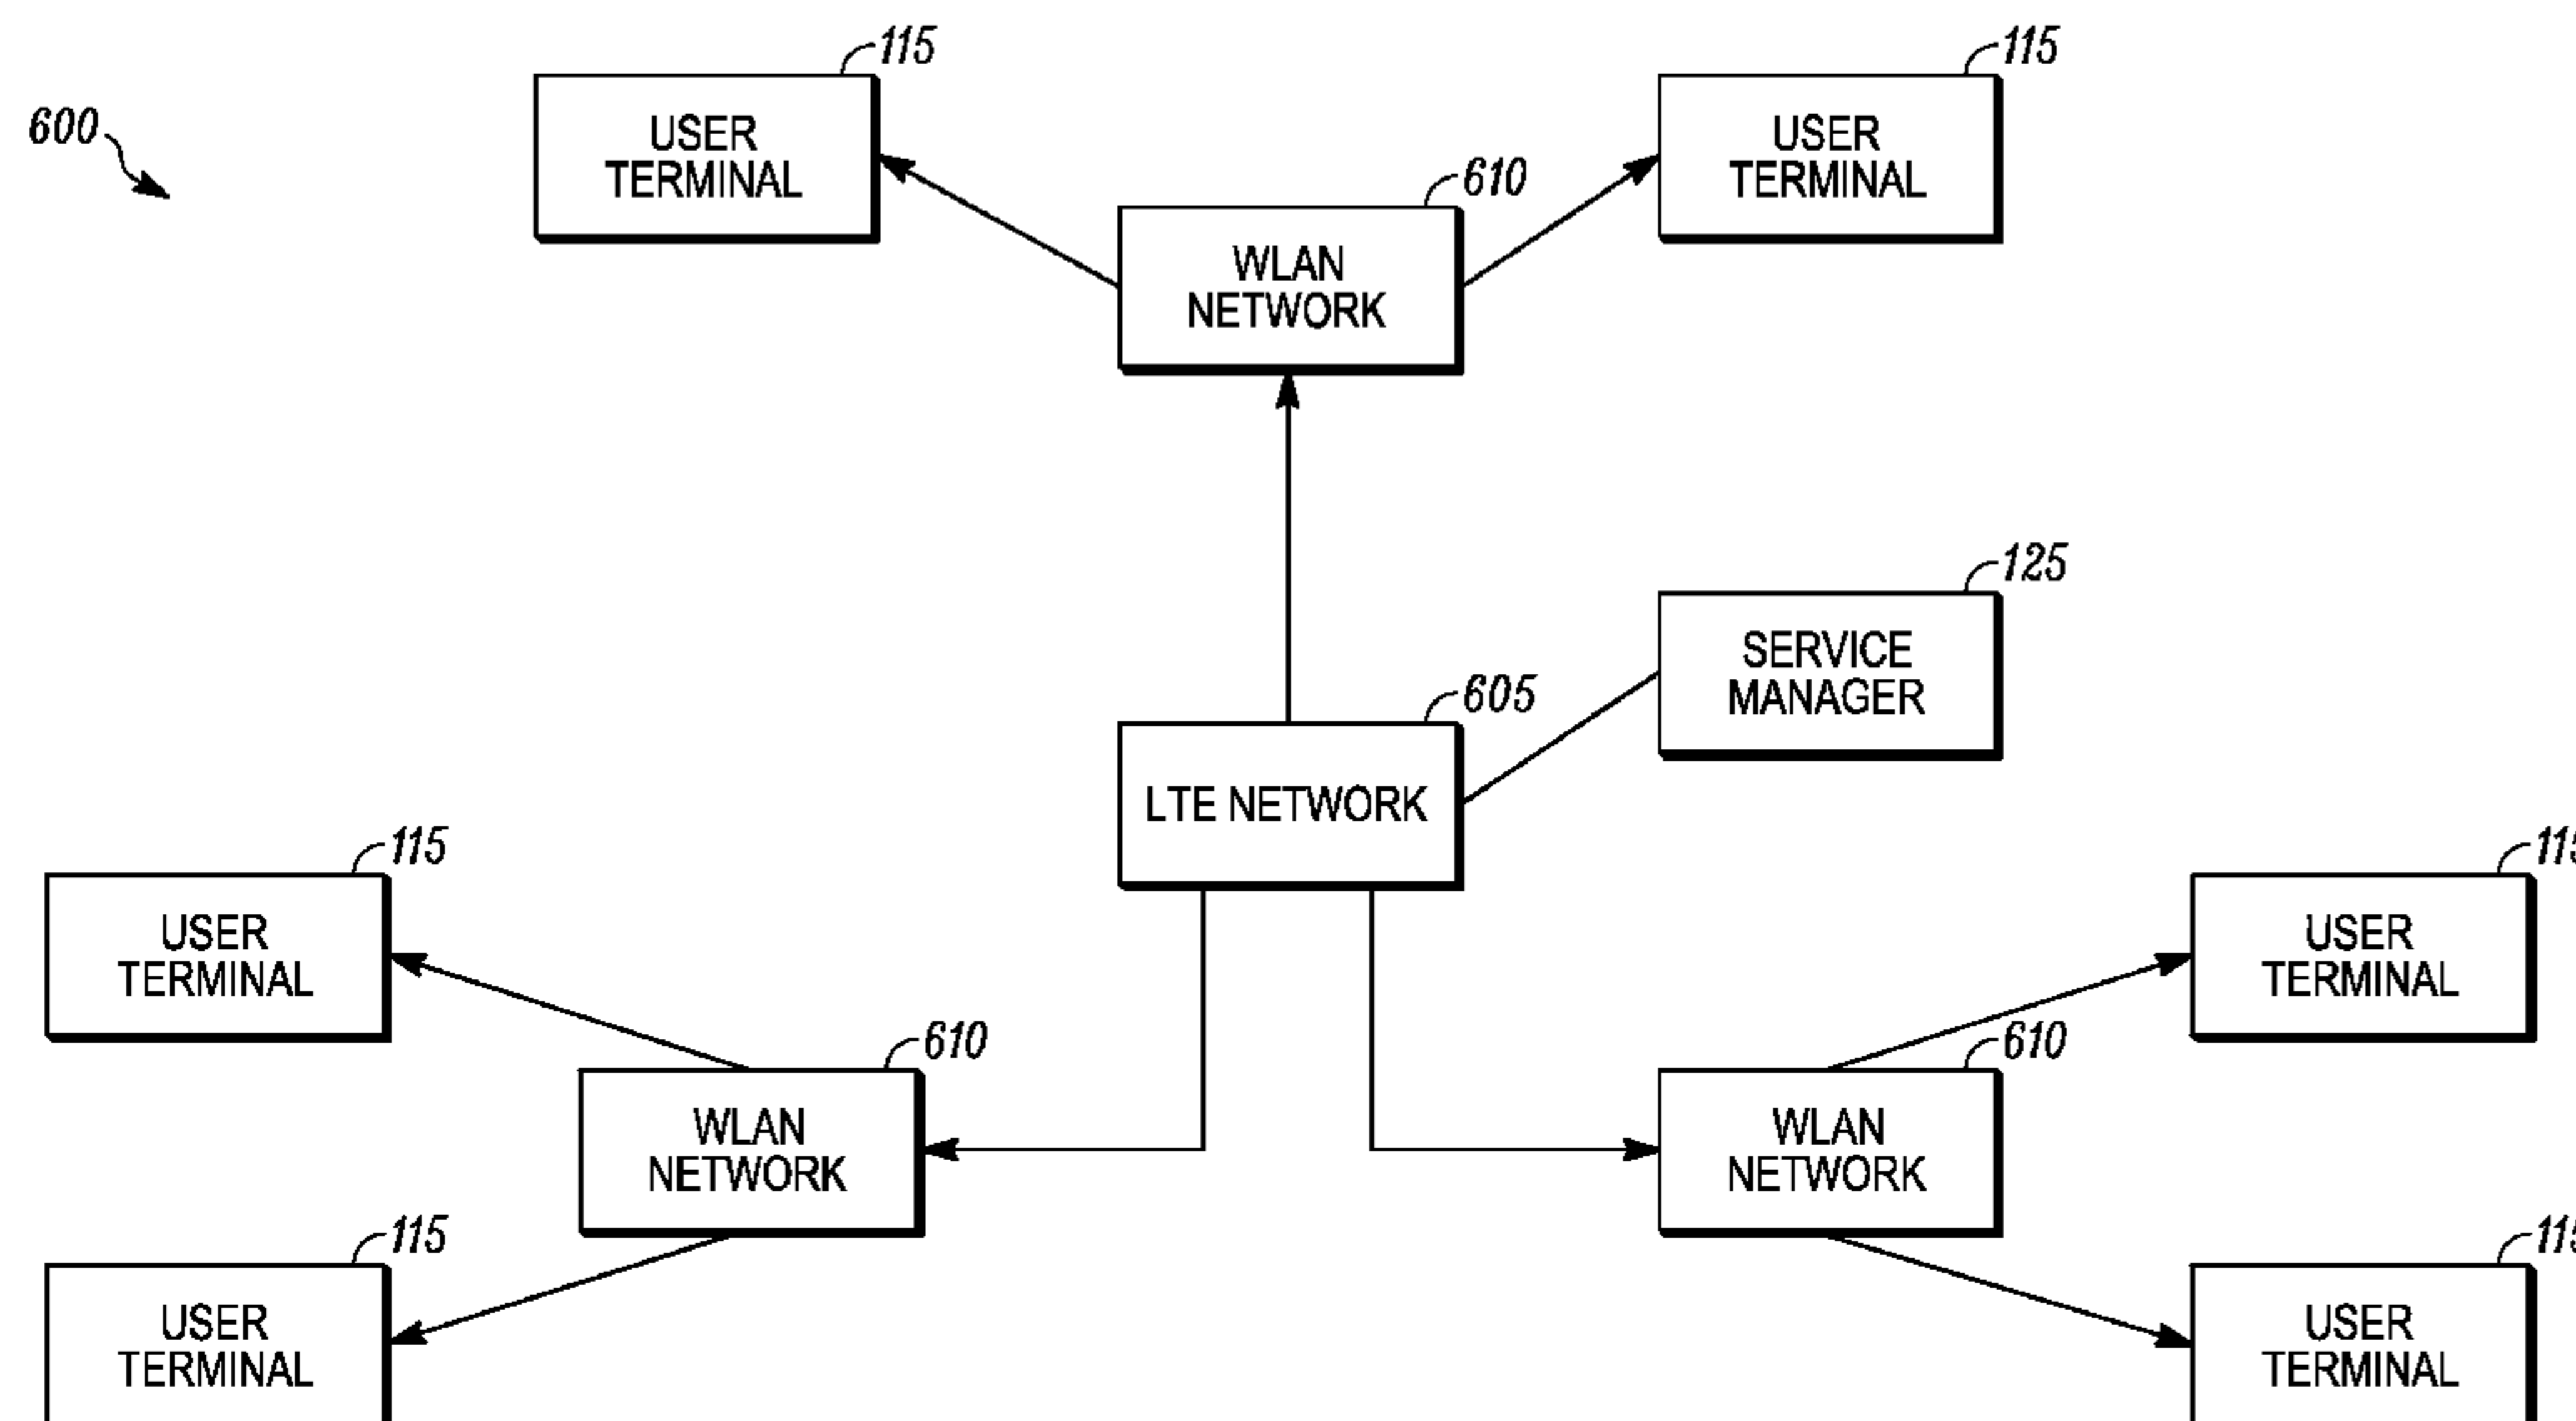 115
115
600
USER
TERMINAL
USER
TERMINAL
610
WLAN
NETWORK
125
SERVICE
MANAGER
605
LTE NETWORK
115
USER
TERMINAL
USER
TERMINAL
610
WLAN
NETWORK
610
WLAN
NETWORK
115
USER
TERMINAL
USER
TERMINAL